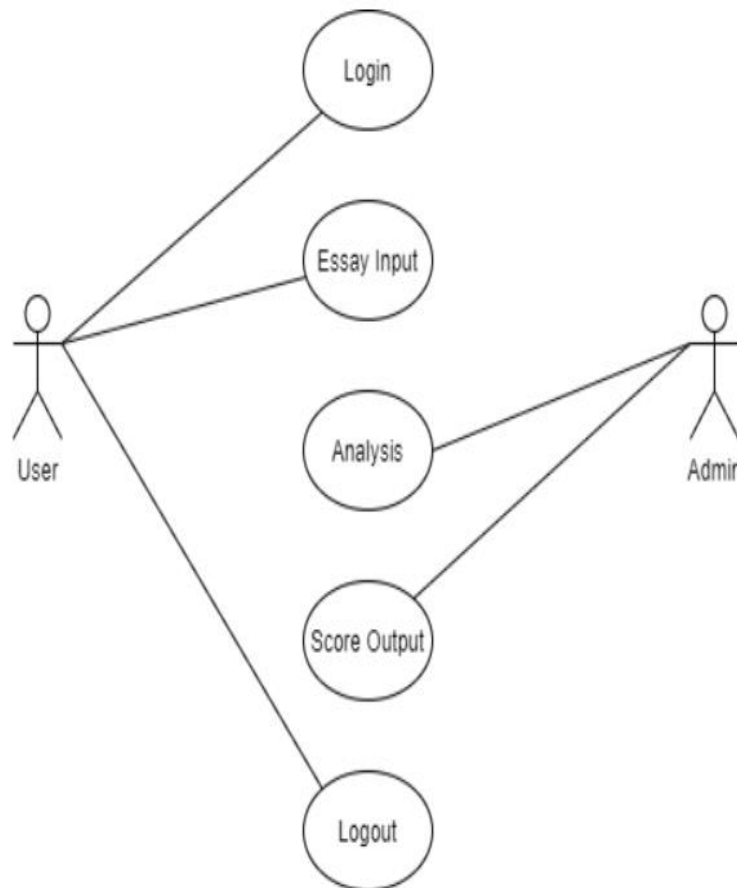 Login
Essay Input
Analysis
User
Admin
Score Output
Logout